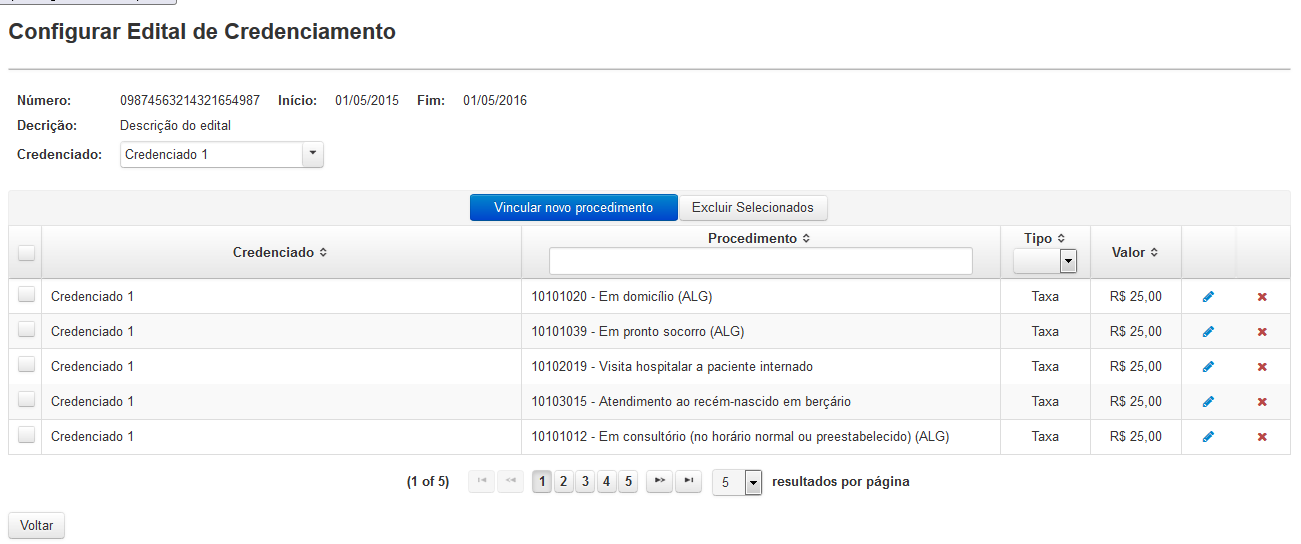 Configurar Edital de Credenciamento
Número: 09874563214321654987 Início: 01/05/2015 Fim: 01/05/2016
Decrição: Descrição do edital
Credenciado: Credenciado 1
Vincular novo procedimento Excluir Selecionados
Credenciado Procedimento Tipo Valor
Credenciado 1 10101020 - Em domicílio (ALG) Taxa R$ 25,00
Credenciado 1 10101039 - Em pronto socorro (ALG) Taxa R$ 25,00
Credenciado 1 10102019 - Visita hospitalar a paciente internado Taxa R$ 25,00
Credenciado 1 10103015 - Atendimento ao recém-nascido em berçário Taxa R$ 25,00
Credenciado 1 10101012 - Em consultório (no horário normal ou preestabelecido) (ALG) Taxa R$ 25,00
(1 of 5) 1 2 3 4 5 5 resultados por página
Voltar